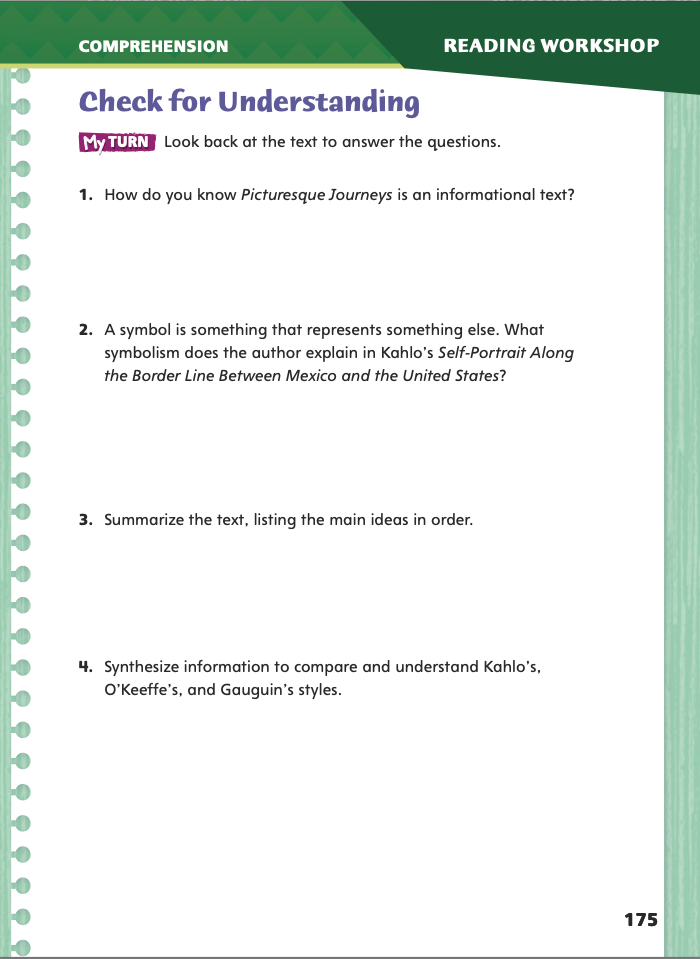 COMPREHENSION
READING WORKSHOP
Check for Understanding
My TURN Look back at the text to answer the questions.
1. How do you know Picturesque Journeys is an informational text?
2. A symbol is something that represents something else. What
symbolism does the author explain in Kahlo’s Self-Portrait Along
the Border Line Between Mexico and the United States?
3. Summarize the text, listing the main ideas in order.
4. Synthesize information to compare and understand Kahlo’s,
O’Keeffe’s, and Gauguin’s styles.
175